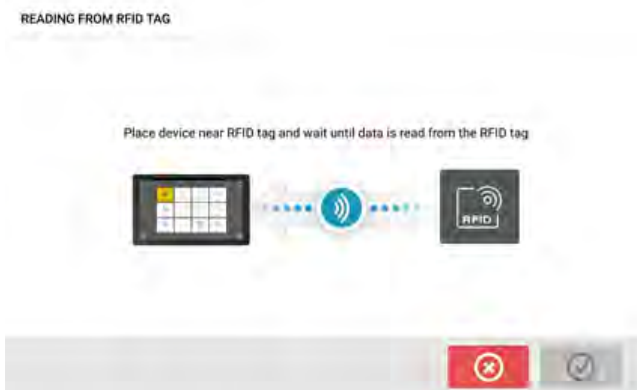 READING FROM RFID TAG
Place device near RFID tag and wait until data is read from the RFID tag
RFID